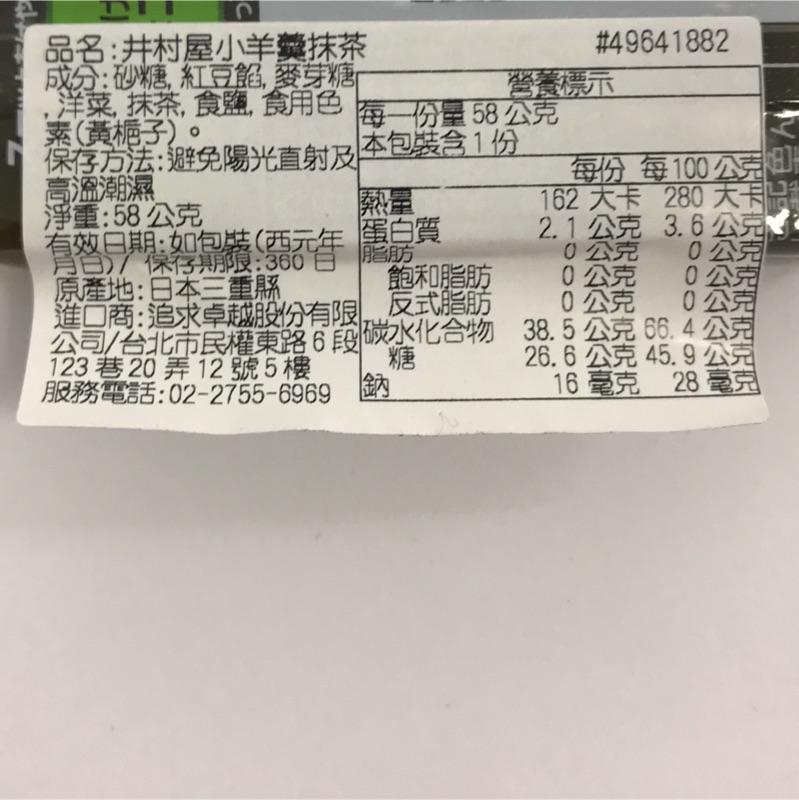 品名:井村屋小羊羹抹茶
#49641882
成分:砂糖, 紅豆餡, 麥芽糖
, 洋菜, 抹茶, 食鹽, 食用色
素(黃梔子)。
保存方法:避免陽光直射及
高溫潮濕
淨重:58 公克
有效日期:如包裝(西元年
月日)/ 保存期限:360 日
原產地:日本三重縣
進口商:追求卓越股份有限
公司/台北市民權東路 6 段
123 巷 20 弄 12 號 5 樓
服務電話:02-2755-6969
營養標示
每一份量 58 公克
本包裝含 1 份
每份 每 100 公克
熱量 162 大卡 280 大卡
蛋白質 2.1 公克 3.6 公克
脂肪 0 公克 0 公克
飽和脂肪 0 公克 0 公克
反式脂肪 0 公克 0 公克
碳水化合物 38.5 公克 66.4 公克
糖 26.6 公克 45.9 公克
鈉 16 毫克 28 毫克